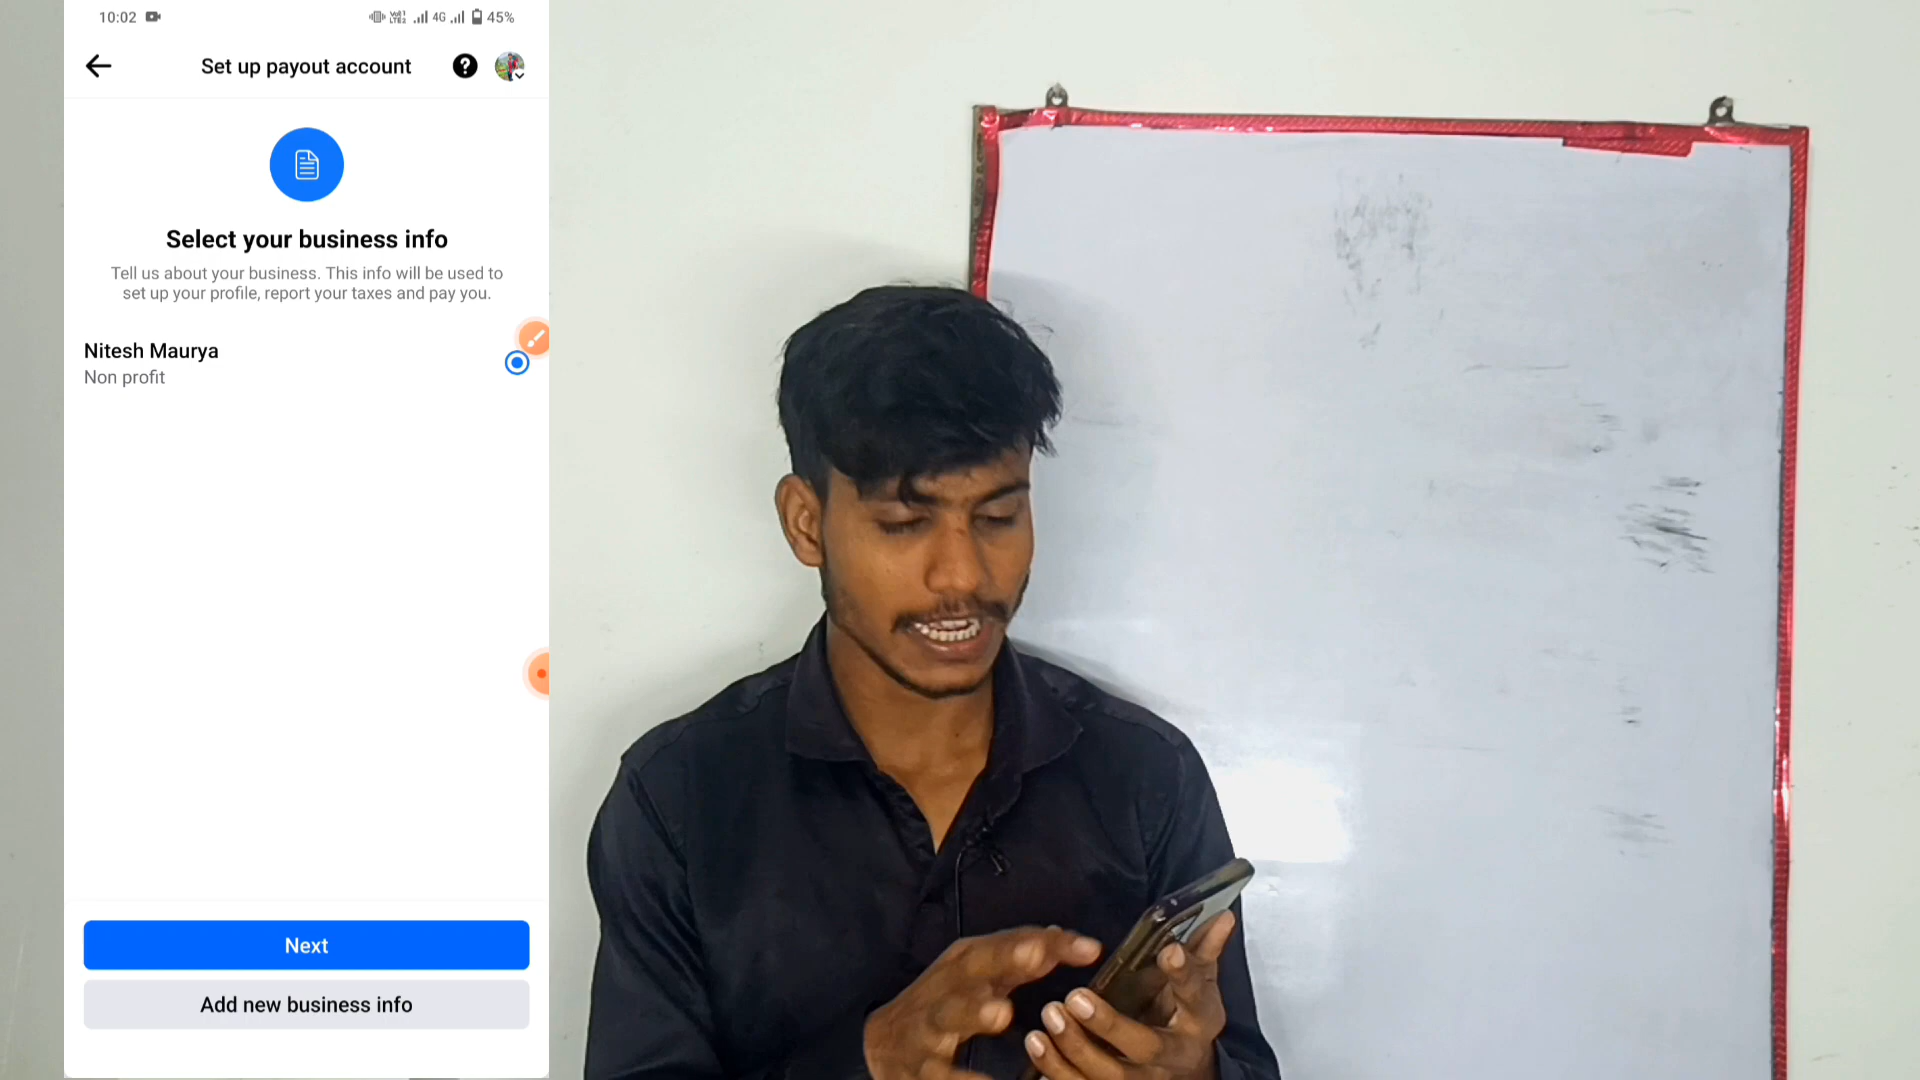 10:02
4G 45%
Set up payout account
Select your business info
Tell us about your business. This info will be used to
set up your profile, report your taxes and pay you.
Nitesh Maurya
Non profit
Next
Add new business info